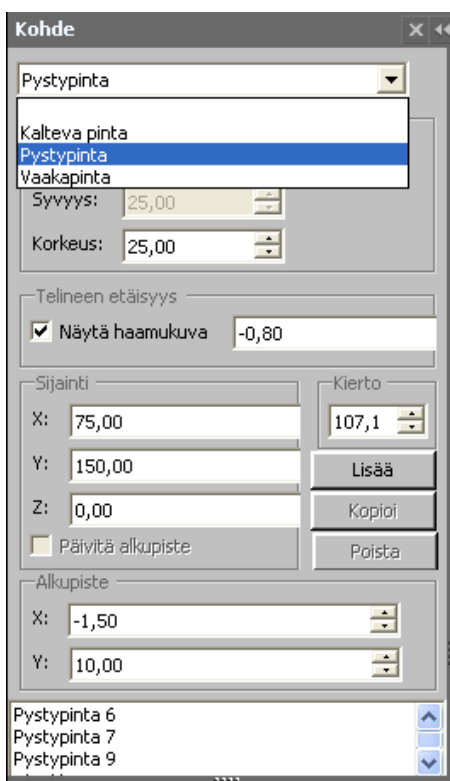 Kohde
Pystypinta
Kalteva pinta
Pystypinta
Vaakapinta
Syvyys: 25,00
Korkeus: 25,00
Telineen etäisyys
Näytä haamukuva -0,80
Sijainti
X: 75,00
Y: 150,00
Z: 0,00
Päivitä alkupiste
Kierto
107,1
Lisää
Kopioi
Poista
Alkupiste
X: -1,50
Y: 10,00
Pystypinta 6
Pystypinta 7
Pystypinta 9